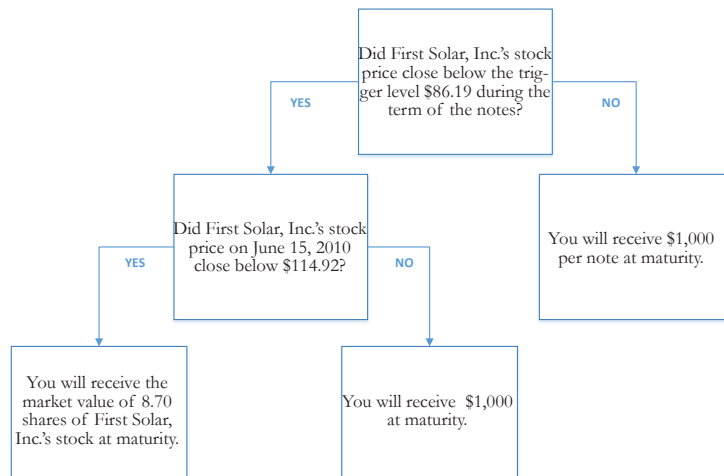 Did First Solar, Inc.'s stock
price close below the trig-
ger level $86.19 during the
term of the notes?
YES
NO
Did First Solar, Inc.'s stock
price on June 15, 2010
close below $114.92?
You will receive $1,000
per note at maturity.
YES
NO
You will receive the
market value of 8.70
shares of First Solar,
Inc.'s stock at maturity.
You will receive $1,000
at maturity.